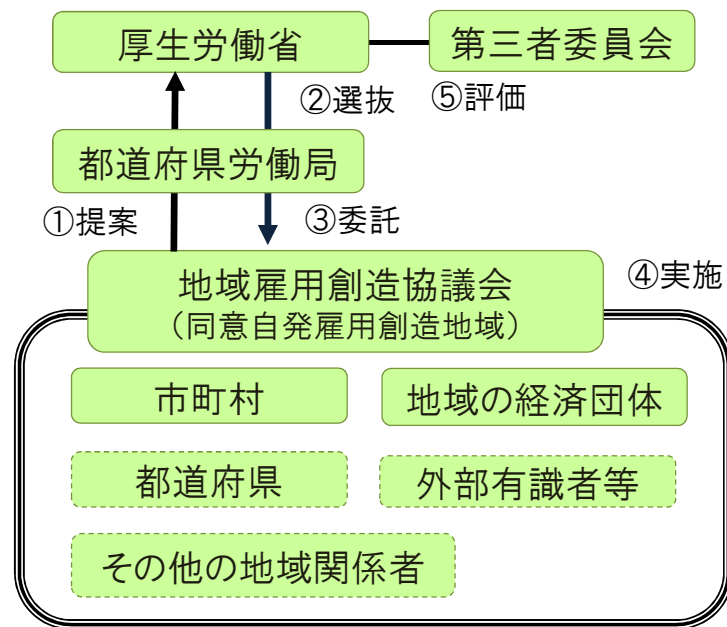 厚生労働省
第三者委員会
②選抜
⑤評価
都道府県労働局
①提案
③委託
地域雇用創造協議会
（同意自発雇用創造地域）
④実施
市町村
地域の経済団体
都道府県
外部有識者等
その他の地域関係者